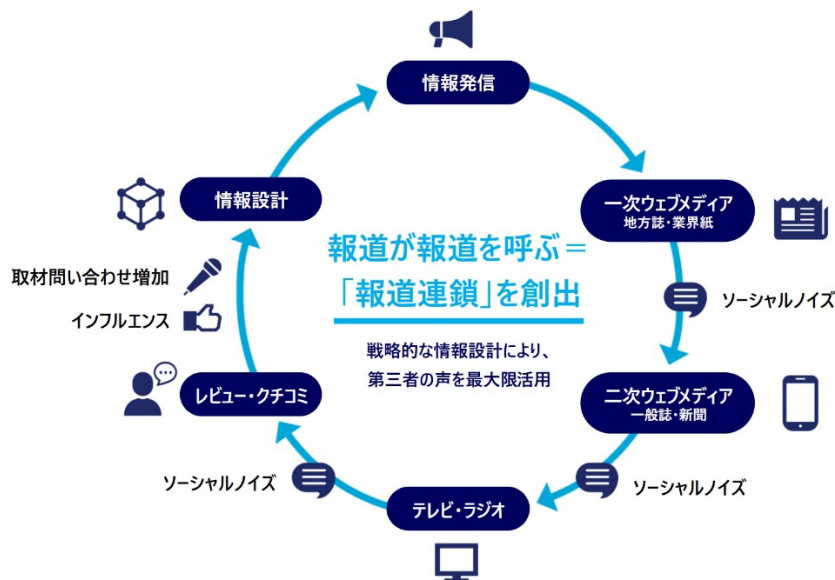 情報発信
情報設計
一次ウェブメディア
地方誌・業界紙
報道が報道を呼ぶ＝
「報道連鎖」を創出
戦略的な情報設計により、
第三者の声を最大限活用
取材問い合わせ増加
インフルエンス
ソーシャルノイズ
レビュー・クチコミ
二次ウェブメディア
一般誌・新聞
ソーシャルノイズ
ソーシャルノイズ
テレビ・ラジオ